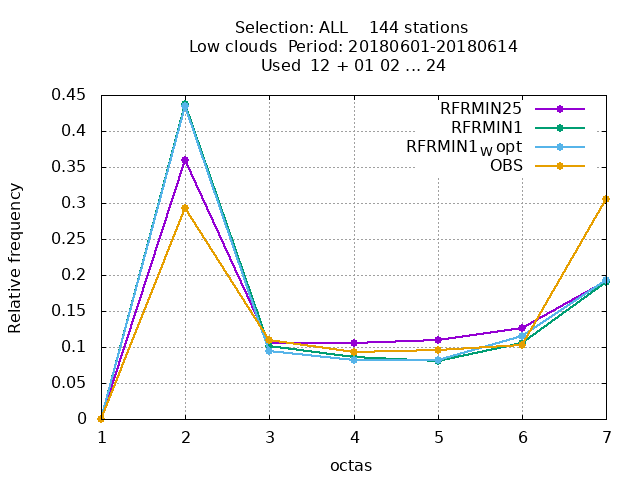 Selection: ALL    144 stations
Low clouds  Period: 20180601-20180614
Used  12 + 01 02 ... 24
RFRMIN25
RFRMIN1
RFRMIN1W opt
OBS
Relative frequency
0.45
0.4
0.35
0.3
0.25
0.2
0.15
0.1
0.05
0
1 2 3 4 5 6 7
octas